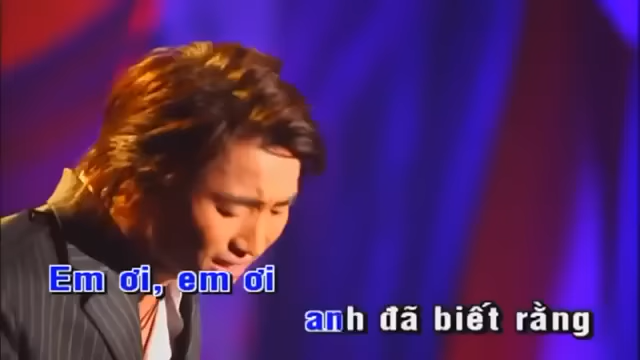 Em ơi, em ơi
anh đã biết rằng